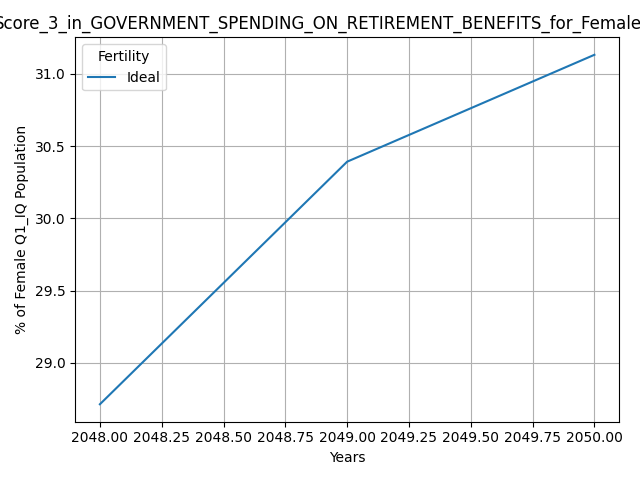 Score_3_in_GOVERNMENT_SPENDING_ON_RETIREMENT_BENEFITS_for_Female
Fertility
Ideal
% of Female Q1_IQ Population
31.0
30.5
30.0
29.5
29.0
2048.00 2048.25 2048.50 2048.75 2049.00 2049.25 2049.50 2049.75 2050.00
Years